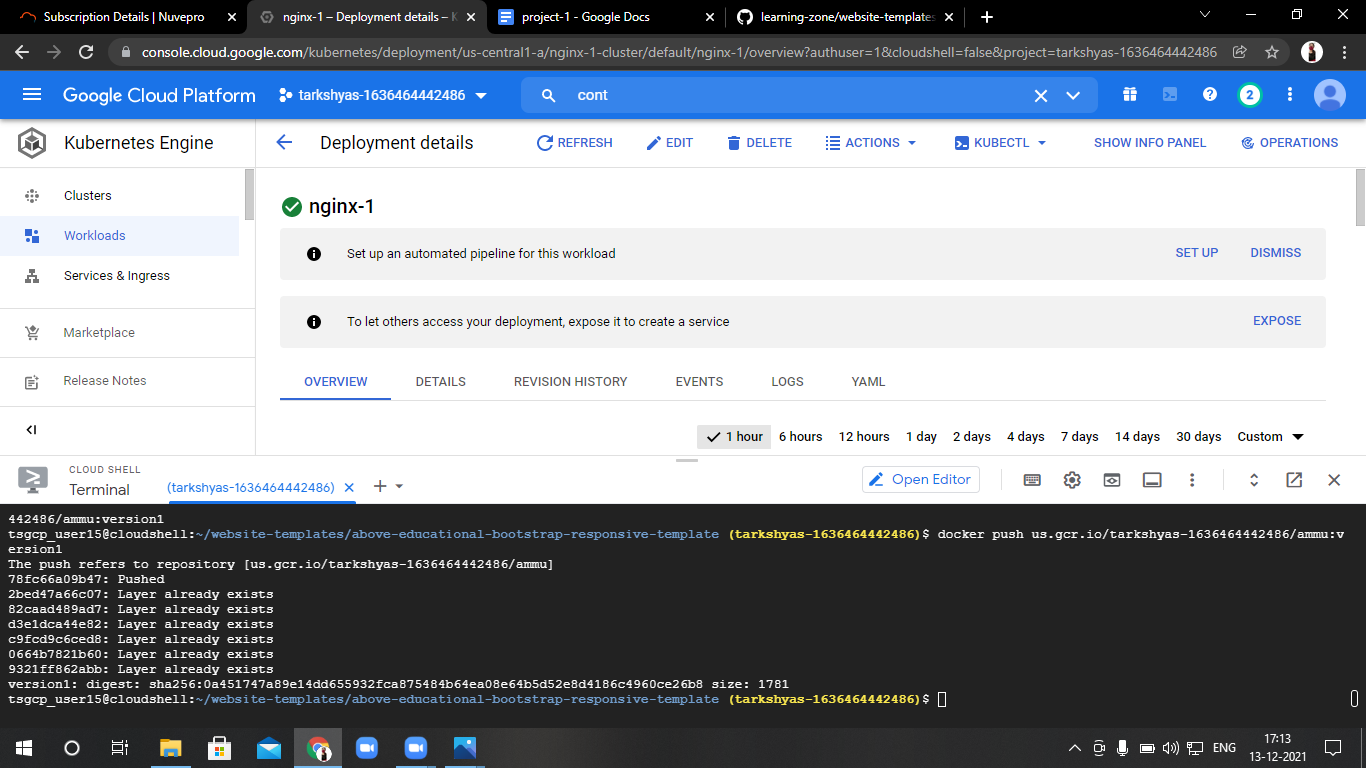 Subscription Details | Nuvepro
nginx-1 – Deployment details – K
project-1 - Google Docs
learning-zone/website-templates
console.cloud.google.com/kubernetes/deployment/us-central1-a/nginx-1-cluster/default/nginx-1/overview?authuser=1&cloudshell=false&project=tarkshyas-1636464442486
Google Cloud Platform
tarkshyas-1636464442486
cont
2
Kubernetes Engine
Deployment details
REFRESH
EDIT
DELETE
ACTIONS
KUBECTL
SHOW INFO PANEL
OPERATIONS
Clusters
Workloads
Services & Ingress
Marketplace
Release Notes
nginx-1
Set up an automated pipeline for this workload
SET UP
DISMISS
To let others access your deployment, expose it to create a service
EXPOSE
OVERVIEW
DETAILS
REVISION HISTORY
EVENTS
LOGS
YAML
1 hour
6 hours
12 hours
1 day
2 days
4 days
7 days
14 days
30 days
Custom
CLOUD SHELL
Terminal
(tarkshyas-1636464442486)
Open Editor
442486/ammu:version1
tsgcp_user15@cloudshell:~/website-templates/above-educational-bootstrap-responsive-template (tarkshyas-1636464442486)$ docker push us.gcr.io/tarkshyas-1636464442486/ammu:v
ersion1
The push refers to repository [us.gcr.io/tarkshyas-1636464442486/ammu]
78fc66a09b47: Pushed
2bed47a66c07: Layer already exists
82caad489ad7: Layer already exists
d3e1dca44e82: Layer already exists
c9fcd9c6ced8: Layer already exists
0664b7821b60: Layer already exists
9321ff862abb: Layer already exists
version1: digest: sha256:0a451747a89e14dd655932fca875484b64ea08e64b5d52e8d4186c4960ce26b8 size: 1781
tsgcp_user15@cloudshell:~/website-templates/above-educational-bootstrap-responsive-template (tarkshyas-1636464442486)$
ENG
17:13
13-12-2021